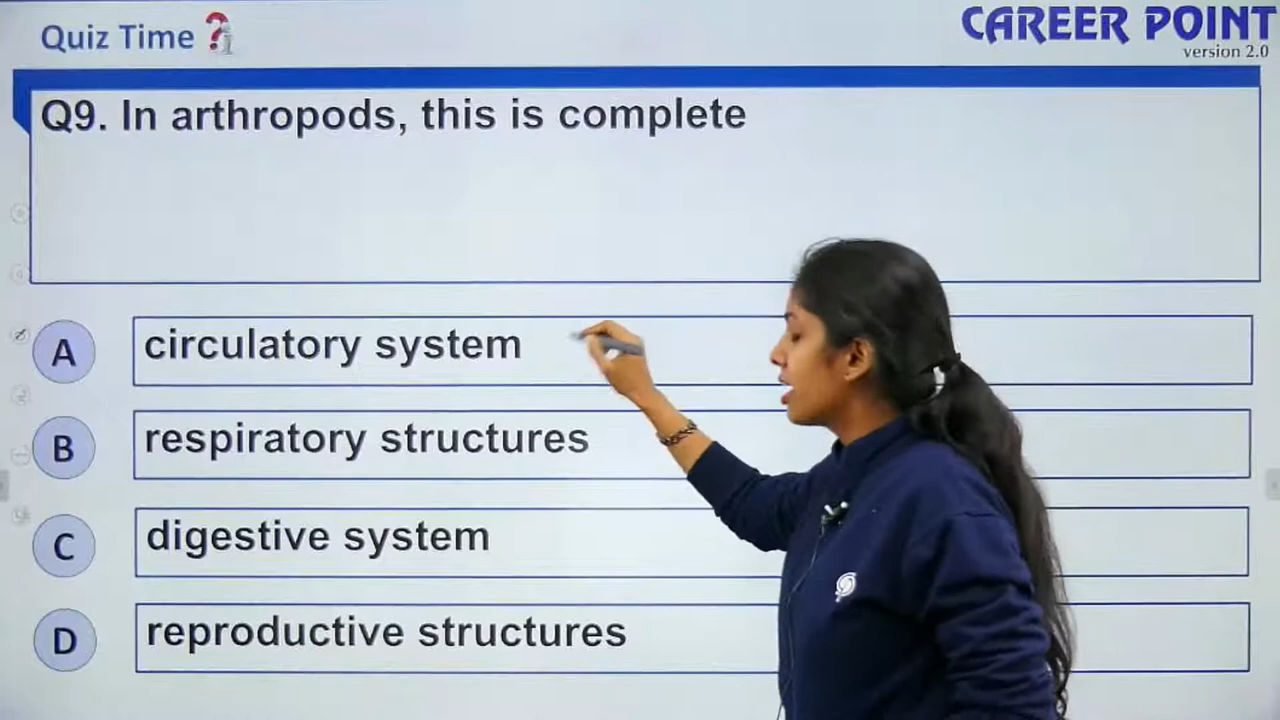 Quiz Time
CAREER POINT
version 2.0
Q9. In arthropods, this is complete
A circulatory system
B respiratory structures
C digestive system
D reproductive structures